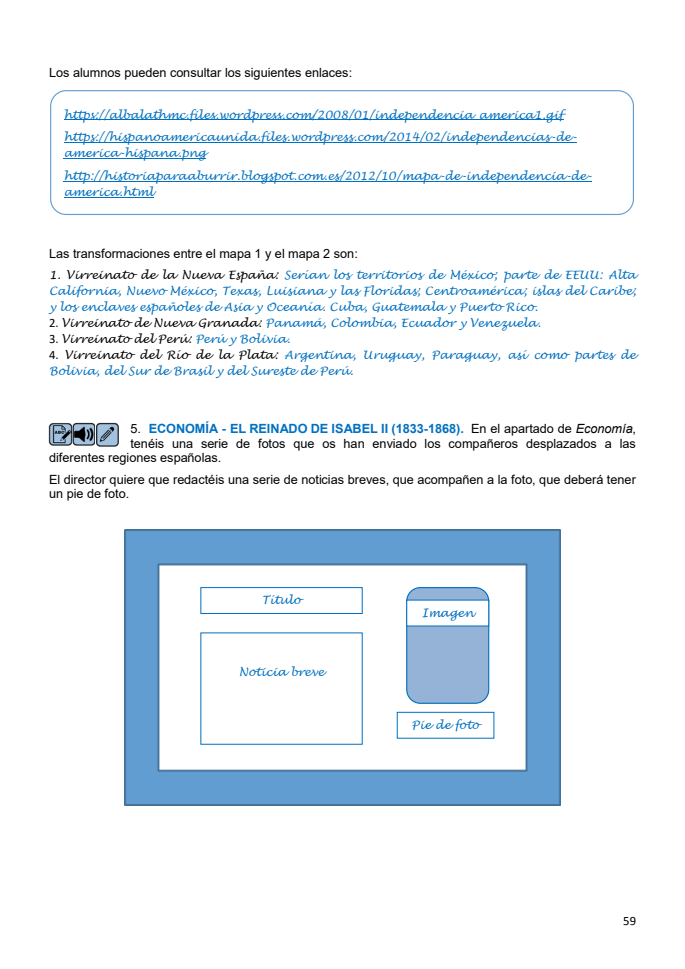 Los alumnos pueden consultar los siguientes enlaces:
https://albalathmc.files.wordpress.com/2008/01/independencia_america1.gif
https://hispanoamericaunida.files.wordpress.com/2014/02/independencias-de-
america-hispana.png
http://historiaparaaburrir.blogspot.com.es/2012/10/mapa-de-independencia-de-
america.html
Las transformaciones entre el mapa 1 y el mapa 2 son:
1. Virreinato de la Nueva España: Serían los territorios de México; parte de EEUU: Alta
California, Nuevo México, Texas, Luisiana y las Floridas; Centroamérica; islas del Caribe;
y los enclaves españoles de Asia y Oceanía. Cuba, Guatemala y Puerto Rico.
2. Virreinato de Nueva Granada: Panamá, Colombia, Ecuador y Venezuela.
3. Virreinato del Perú: Perú y Bolivia.
4. Virreinato del Río de la Plata: Argentina, Uruguay, Paraguay, así como partes de
Bolivia, del Sur de Brasil y del Sureste de Perú.
5. ECONOMÍA - EL REINADO DE ISABEL II (1833-1868). En el apartado de Economía,
tenéis una serie de fotos que os han enviado los compañeros desplazados a las
diferentes regiones españolas.
El director quiere que redactéis una serie de noticias breves, que acompañen a la foto, que deberá tener
un pie de foto.
Título
Imagen
Noticia breve
Pie de foto
59